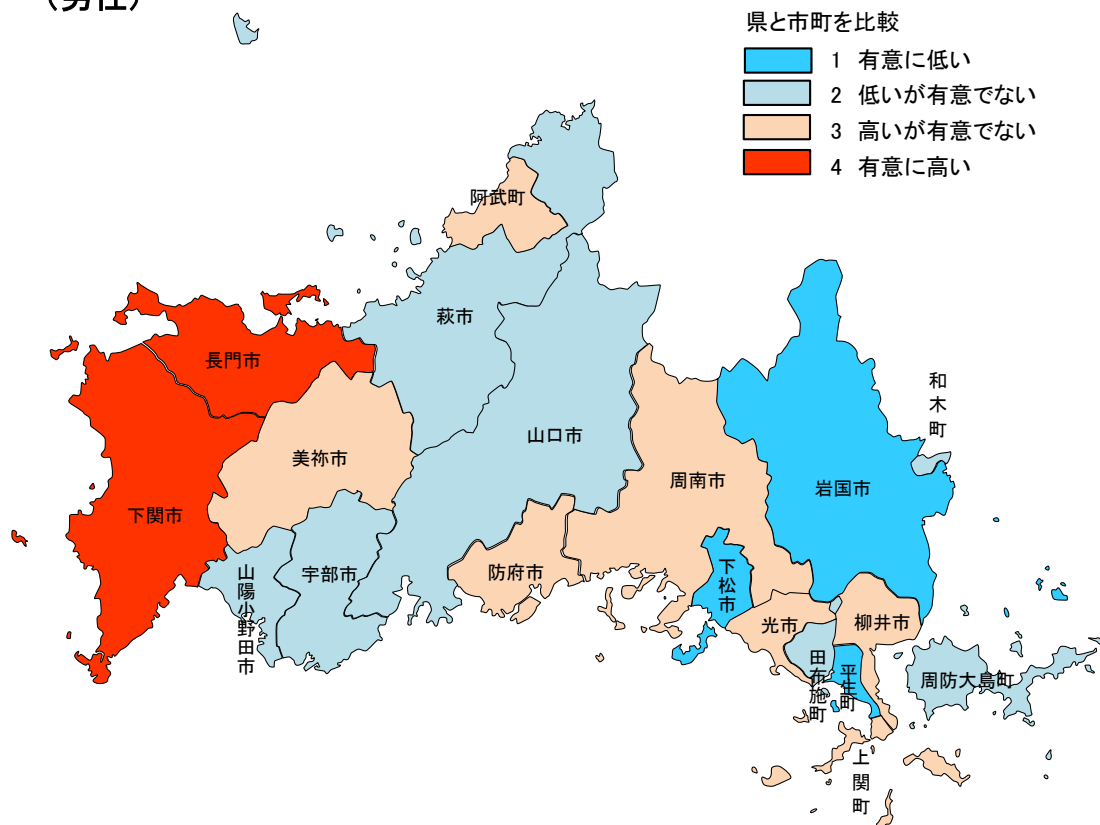 （男性）
県と市町を比較
1 有意に低い
2 低いが有意でない
3 高いが有意でない
4 有意に高い
阿武町
萩市
長門市
和木町
山口市
美祢市
周南市
岩国市
下関市
防府市
宇部市
山陽小野田市
下松市
光市
柳井市
田布施町
平生町
周防大島町
上関町